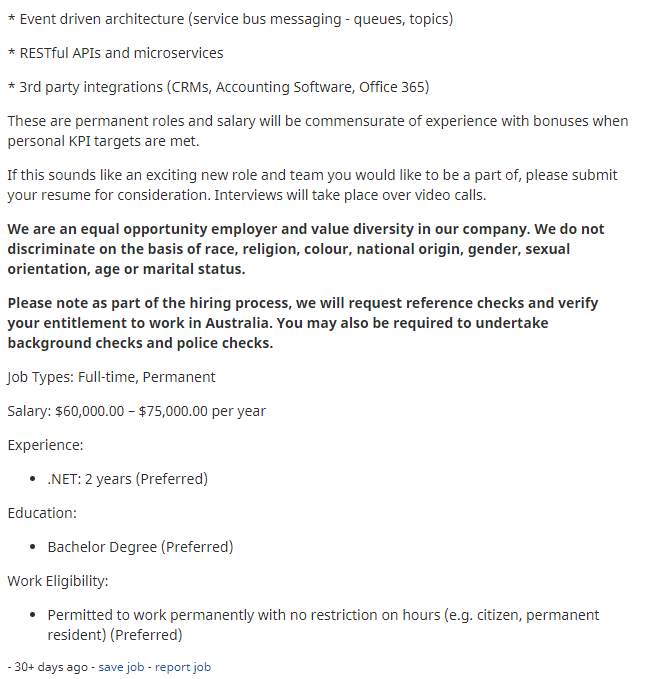 * Event driven architecture (service bus messaging - queues, topics)
* RESTful APIs and microservices
* 3rd party integrations (CRMs, Accounting Software, Office 365)
These are permanent roles and salary will be commensurate of experience with bonuses when
personal KPI targets are met.
If this sounds like an exciting new role and team you would like to be a part of, please submit
your resume for consideration. Interviews will take place over video calls.
We are an equal opportunity employer and value diversity in our company. We do not
discriminate on the basis of race, religion, colour, national origin, gender, sexual
orientation, age or marital status.
Please note as part of the hiring process, we will request reference checks and verify
your entitlement to work in Australia. You may also be required to undertake
background checks and police checks.
Job Types: Full-time, Permanent
Salary: $60,000.00 – $75,000.00 per year
Experience:
• .NET: 2 years (Preferred)
Education:
• Bachelor Degree (Preferred)
Work Eligibility:
• Permitted to work permanently with no restriction on hours (e.g. citizen, permanent
resident) (Preferred)
- 30+ days ago - save job - report job